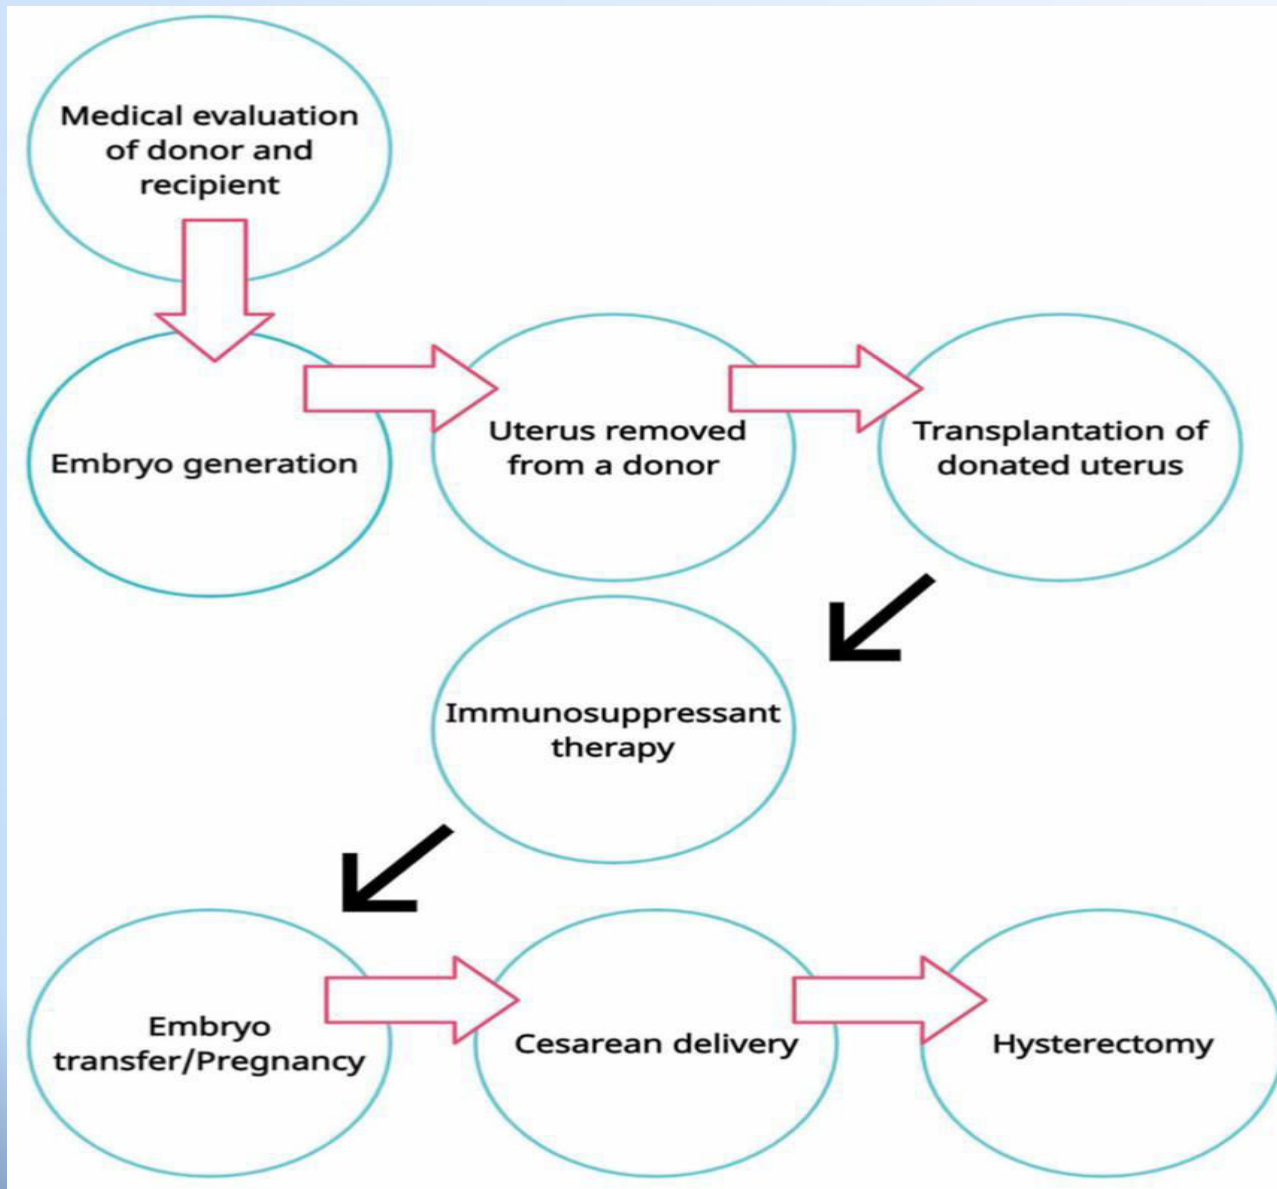 Medical evaluation
of donor and
recipient
Embryo generation
Uterus removed
from a donor
Transplantation of
donated uterus
Immunosuppressant
therapy
Embryo
transfer/Pregnancy
Cesarean delivery
Hysterectomy